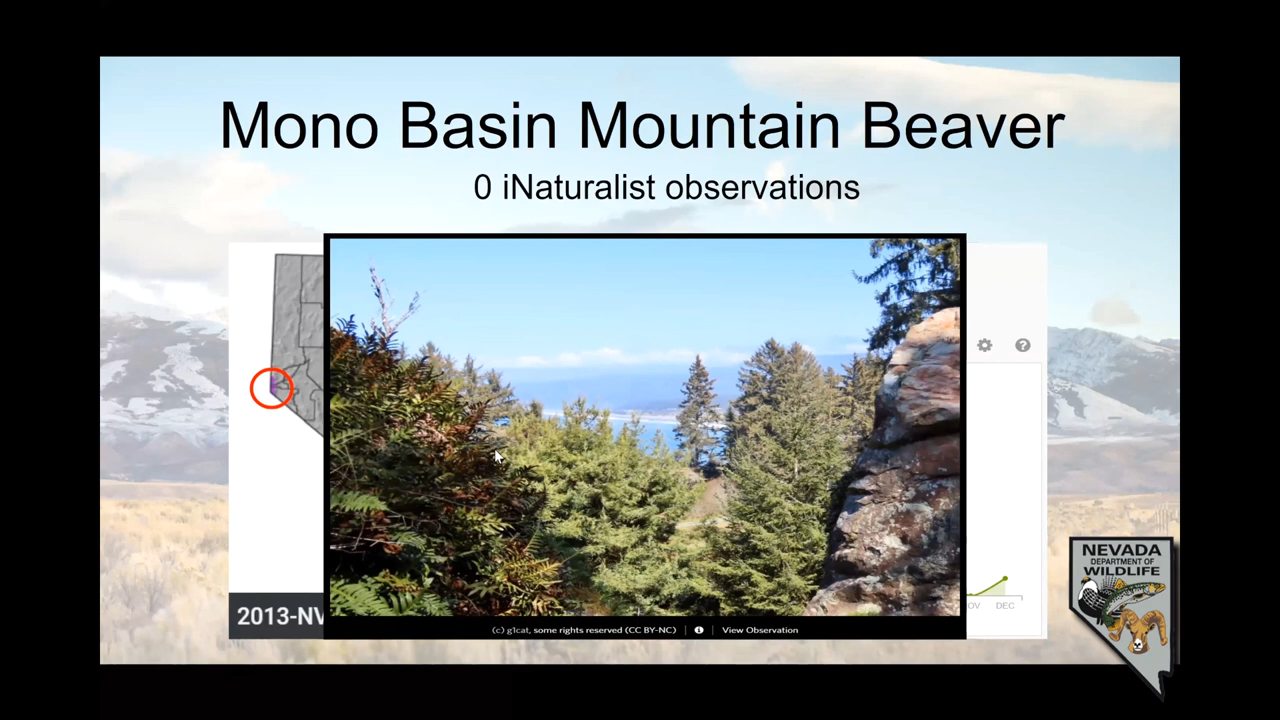 Mono Basin Mountain Beaver
0 iNaturalist observations
2013-NV
OV DEC
(c) g1cat, some rights reserved (CC BY-NC) | View Observation
NEVADA
DEPARTMENT OF
WILDLIFE